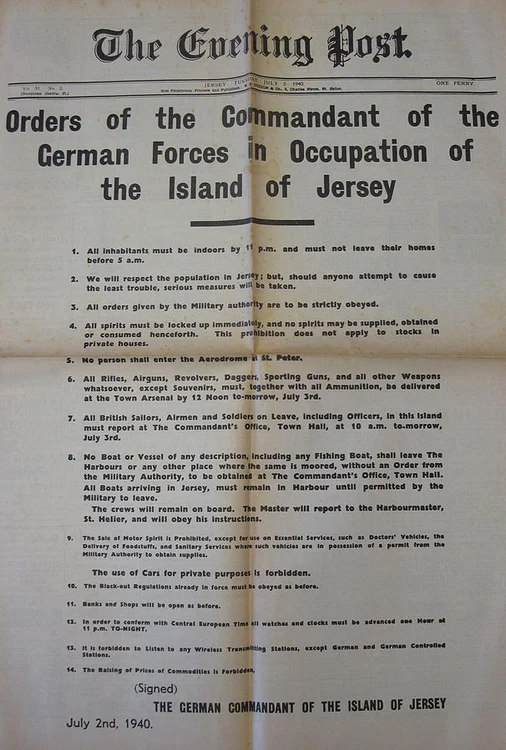 The Evening Post.
JERSEY, TUESDAY, JULY 2 1940
ONE PENNY
Orders of the Commandant of the
German Forces in Occupation of
the Island of Jersey
1. All inhabitants must be indoors by 11 p.m. and must not leave their homes
before 5 a.m.
2. We will respect the population in Jersey; but, should anyone attempt to cause
the least trouble, serious measures will be taken.
3. All orders given by the Military authority are to be strictly obeyed.
4. All spirits must be locked up immediately, and no spirits may be supplied, obtained
or consumed henceforth. This prohibition does not apply to stocks in
private houses.
5. No person shall enter the Aerodrome at St. Peter.
6. All Rifles, Airguns, Revolvers, Daggers, Sporting Guns, and all other Weapons
whatsoever, except Souvenirs, must, together with all Ammunition, be delivered
at the Town Arsenal by 12 Noon to-morrow, July 3rd.
7. All British Sailors, Airmen and Soldiers on Leave, including Officers, in this Island
must report at The Commandant's Office, Town Hall, at 10 a.m. to-morrow,
July 3rd.
8. No Boat or Vessel of any description, including any Fishing Boat, shall leave The
Harbours or any other place where the same is moored, without an Order from
the Military Authority, to be obtained at The Commandant's Office, Town Hall.
All Boats arriving in Jersey, must remain in Harbour until permitted by the
Military to leave.
The crews will remain on board. The Master will report to the Harbourmaster,
St. Helier, and will obey his instructions.
9. The Sale of Motor Spirit is Prohibited, except for use on Essential Services, such as Doctors' Vehicles, the
Delivery of Foodstuffs, and Sanitary Services where such vehicles are in possession of a permit from the
Military Authority to obtain supplies.
The use of Cars for private purposes is forbidden.
10. The Black-out Regulations already in force must be obeyed as before.
11. Banks and Shops will be open as before.
12. In order to conform with Central European Time all watches and clocks must be advanced one Hour at
11 p.m. TO-NIGHT.
13. It is forbidden to Listen to any Wireless Transmitting Stations, except German and German Controlled
Stations.
14. The Raising of Prices of Commodities is Forbidden.
(Signed)
THE GERMAN COMMANDANT OF THE ISLAND OF JERSEY
July 2nd, 1940.